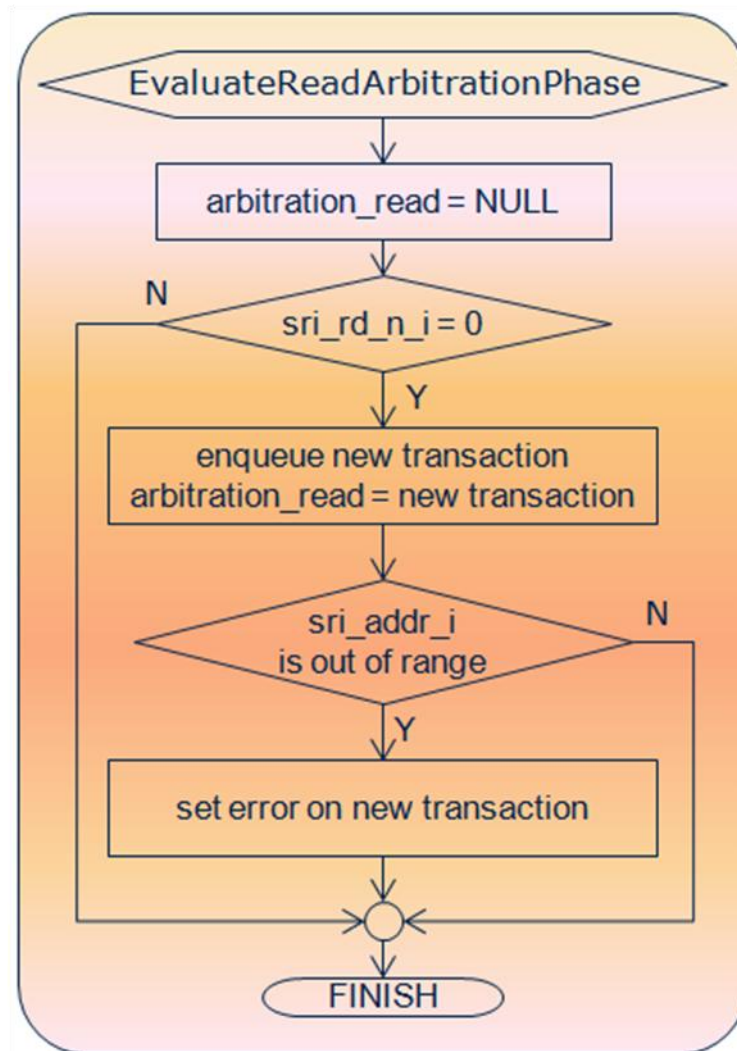 EvaluateReadArbitrationPhase
arbitration_read = NULL
N
sri_rd_n_i = 0
Y
enqueue new transaction
arbitration_read = new transaction
sri_addr_i
is out of range
N
Y
set error on new transaction
FINISH